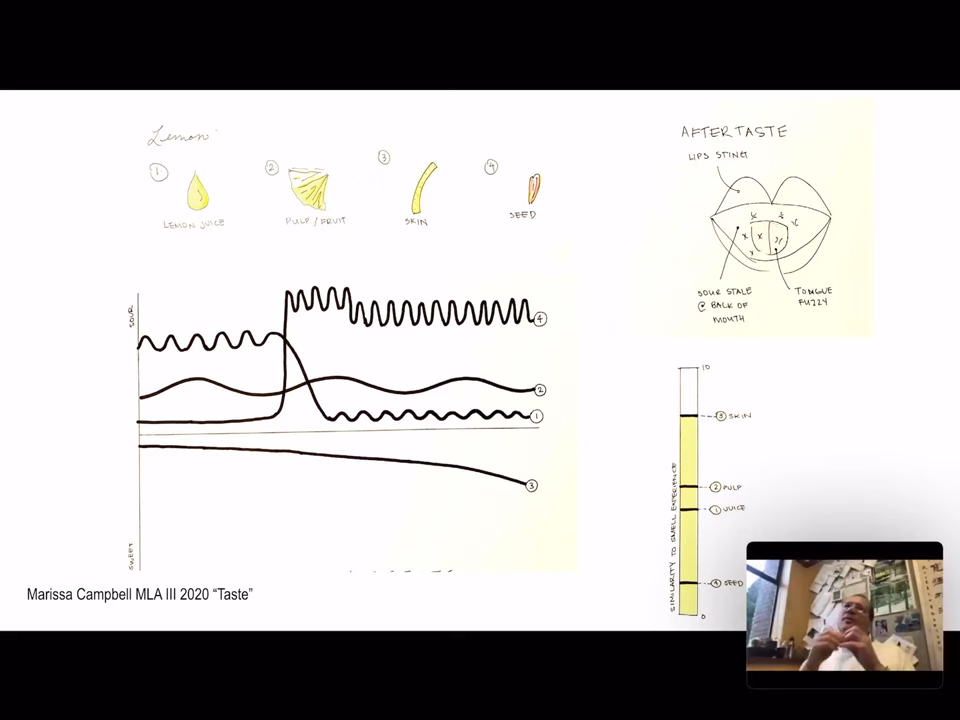 Lemon
1
2
3
4
LEMON JUICE
PULP / FRUIT
SKIN
SEED
SOUR
4
2
1
3
SWEET
AFTERTASTE
LIPS STING
SOUR STALE
@ BACK OF
MOUTH
TONGUE
FUZZY
10
3 SKIN
2 PULP
1 JUICE
4 SEED
0
SIMILARITY TO SMELL EXPERIENCE
Marissa Campbell MLA III 2020 “Taste”